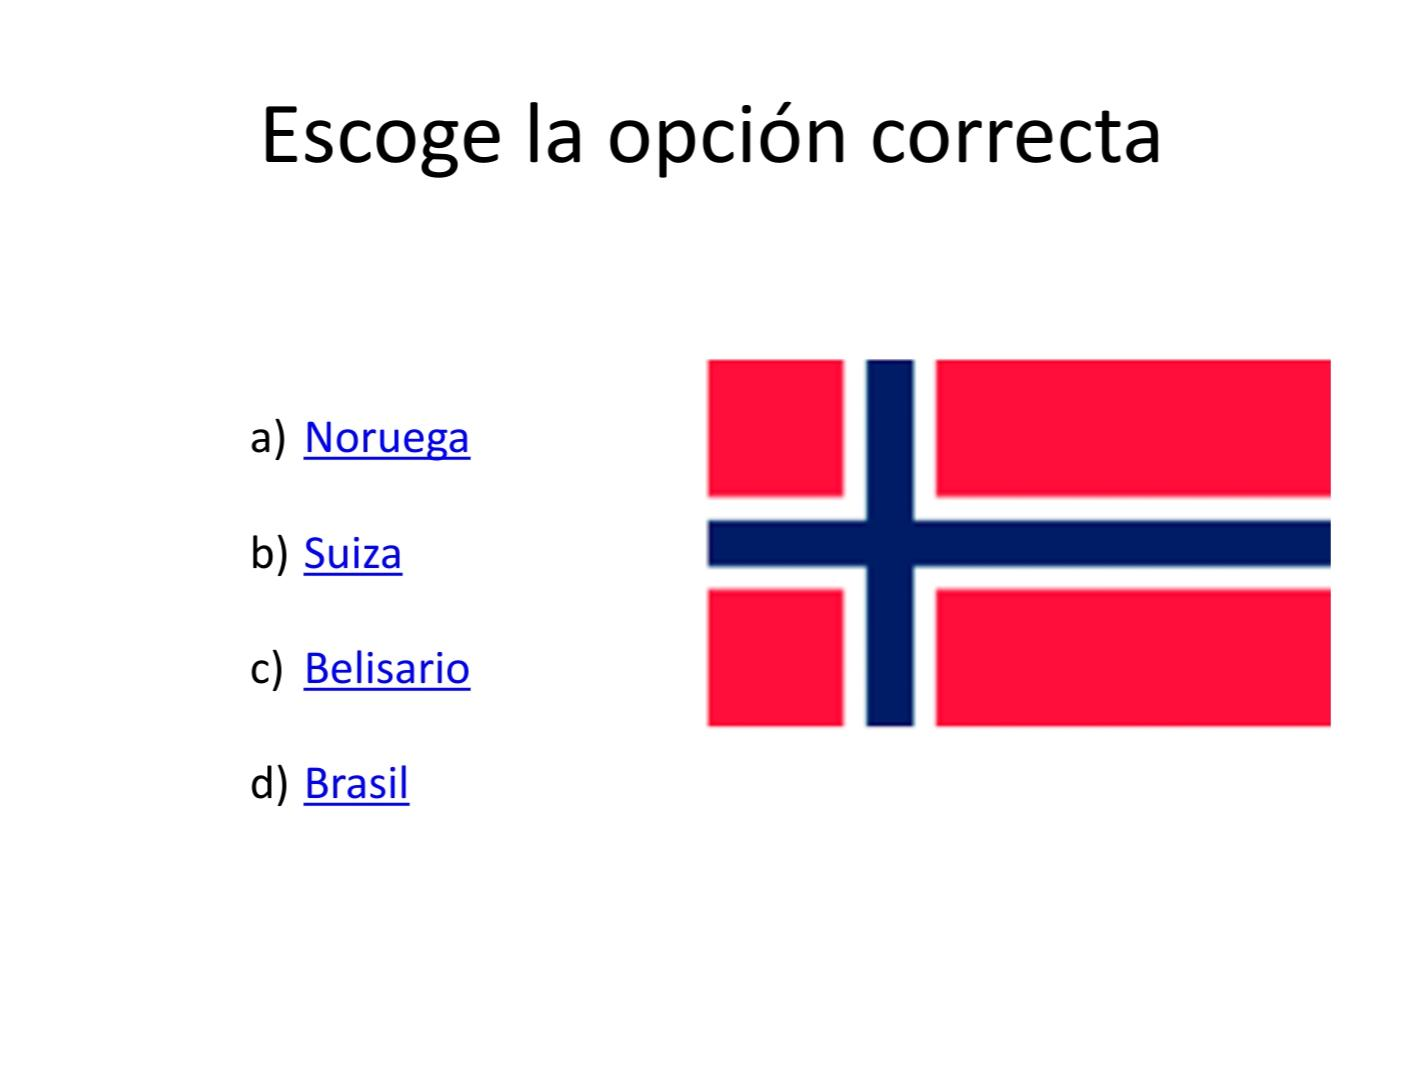 Escoge la opción correcta
a) Noruega
b) Suiza
c) Belisario
d) Brasil